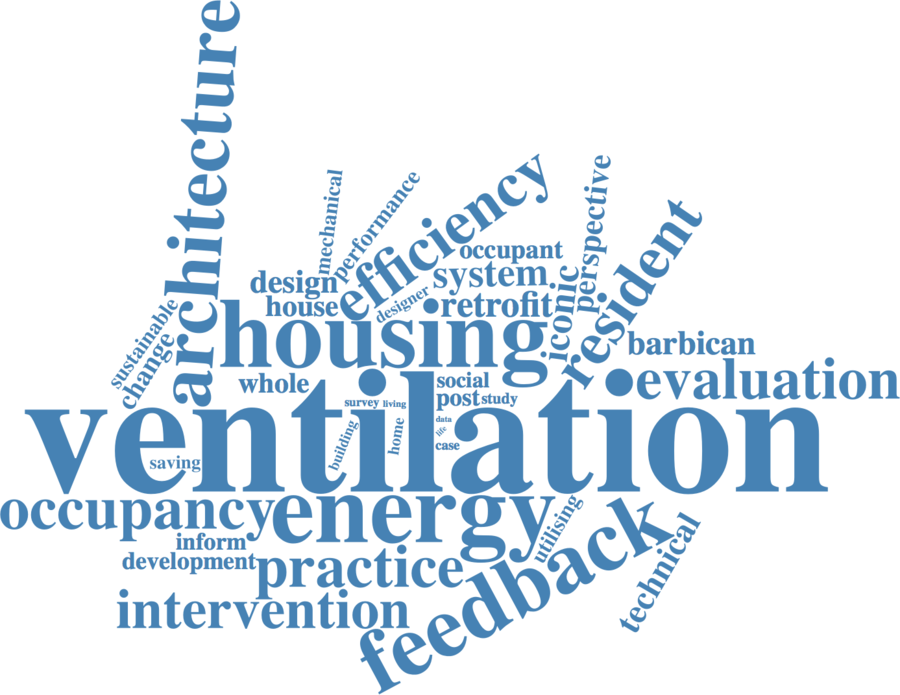 architecture
mechanical
performance
efficiency
perspective
resident
occupant
system
design
house
designer
retrofit
iconic
sustainable
change
housing
barbican
whole
social
evaluation
survey
living
post
study
ventilation
data
life
case
building
home
saving
occupancy
energy
utilising
inform
development
practice
feedback
technical
intervention